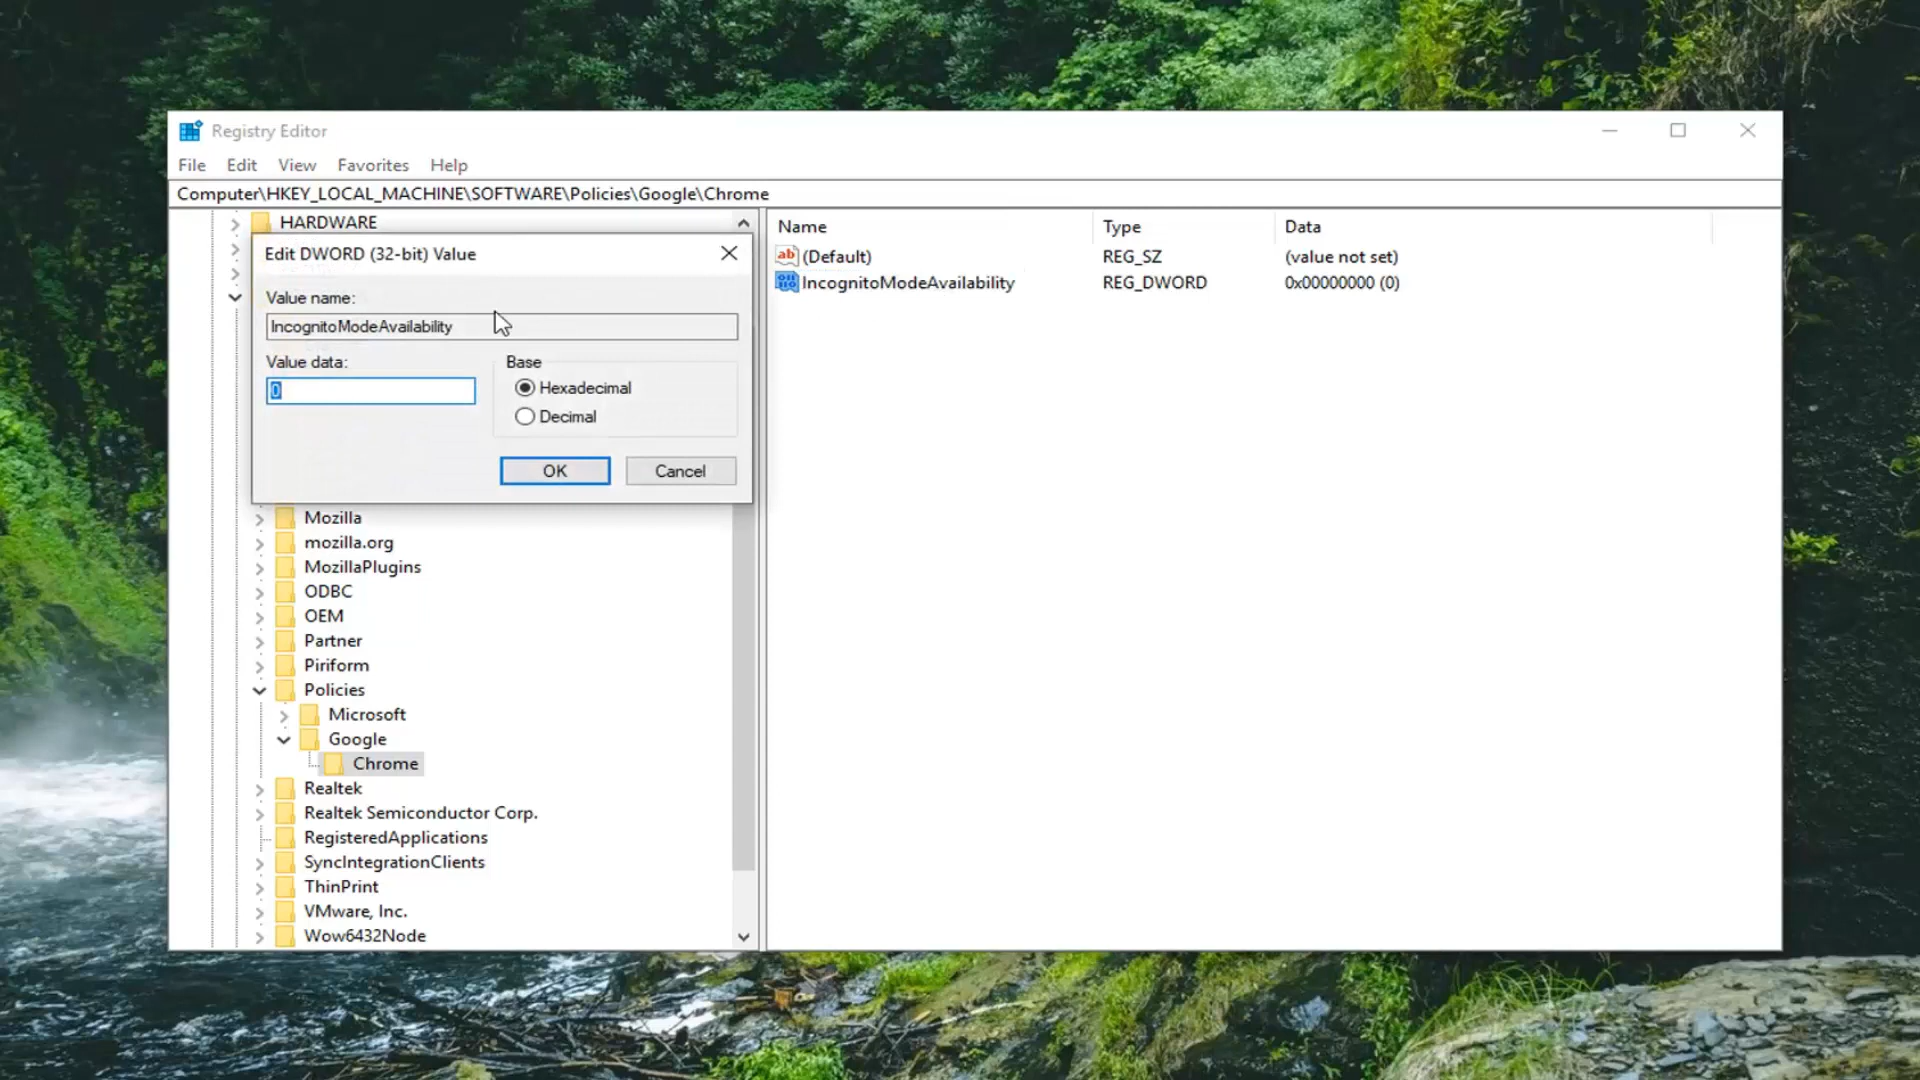 Registry Editor
File Edit View Favorites Help
Computer\HKEY_LOCAL_MACHINE\SOFTWARE\Policies\Google\Chrome
HARDWARE
Edit DWORD (32-bit) Value
Value name:
IncognitoModeAvailability
Value data:
0
Base
Hexadecimal
Decimal
OK Cancel
Mozilla
mozilla.org
MozillaPlugins
ODBC
OEM
Partner
Piriform
Policies
Microsoft
Google
Chrome
Realtek
Realtek Semiconductor Corp.
RegisteredApplications
SyncIntegrationClients
ThinPrint
VMware, Inc.
Wow6432Node
Name Type Data
(Default) REG_SZ (value not set)
IncognitoModeAvailability REG_DWORD 0x00000000 (0)